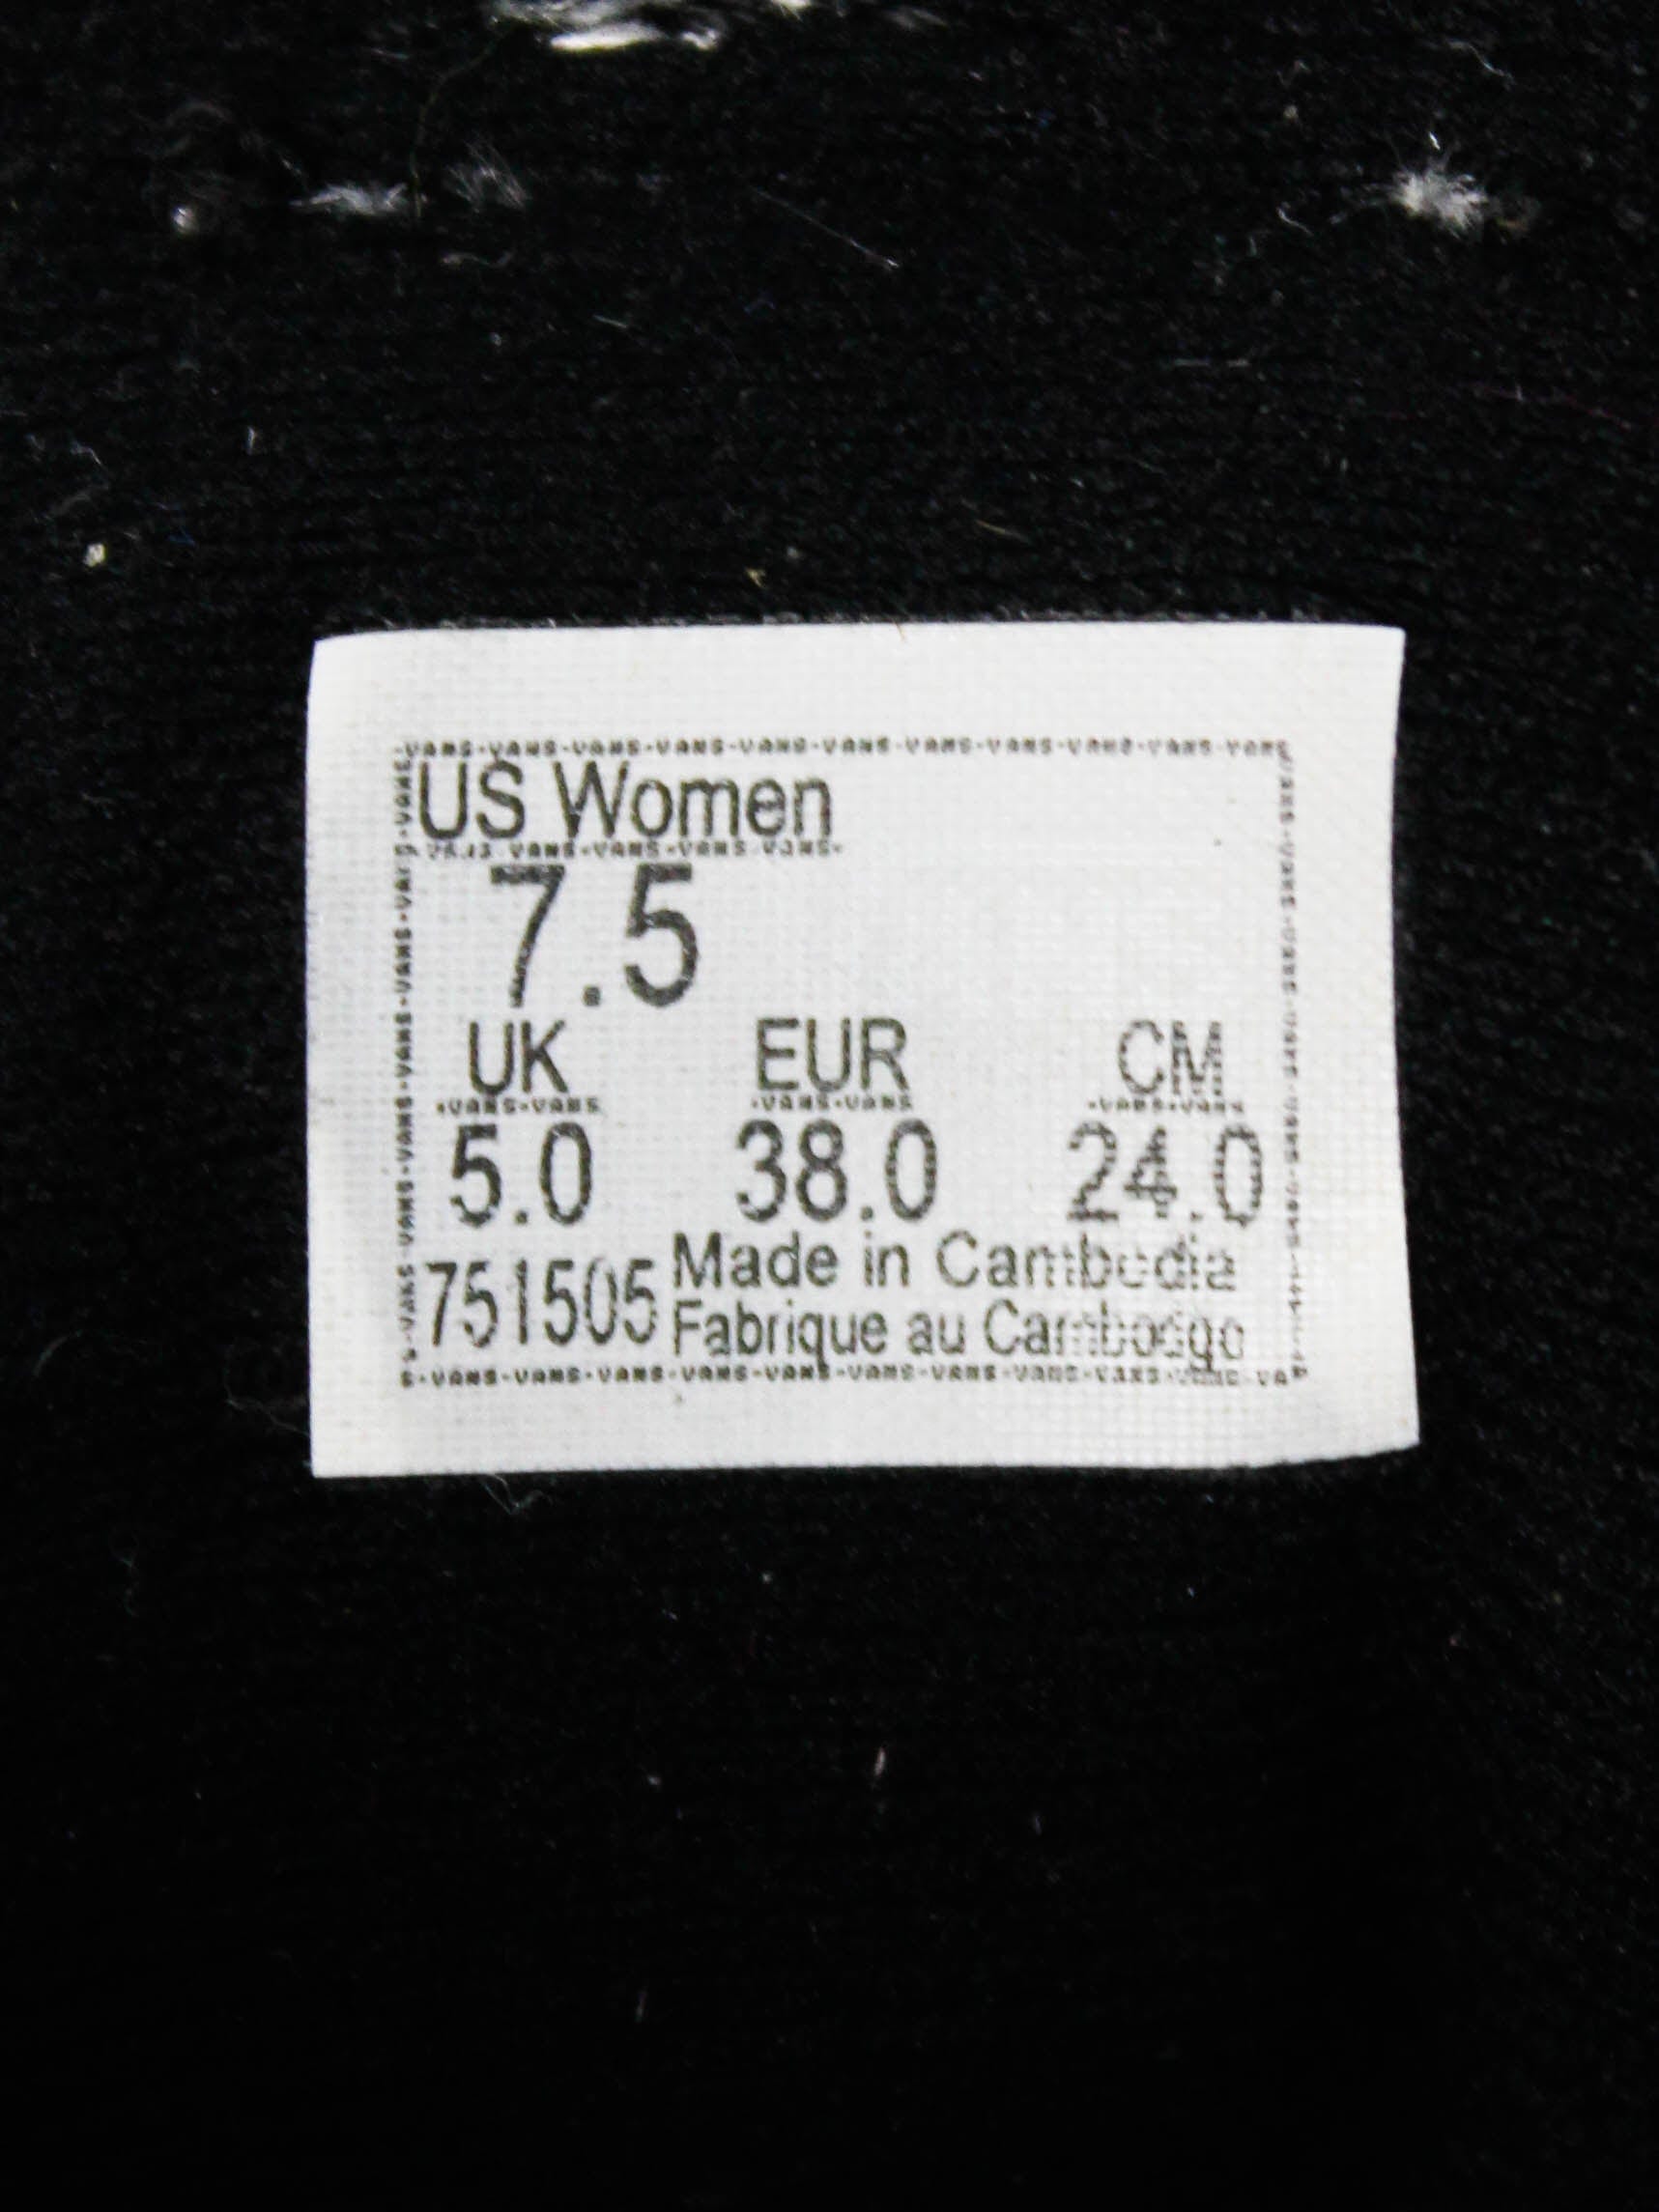 US Women
7.5
UK EUR CM
5.0 38.0 24.0
751505 Made in Cambodia
Fabriqué au Cambodge